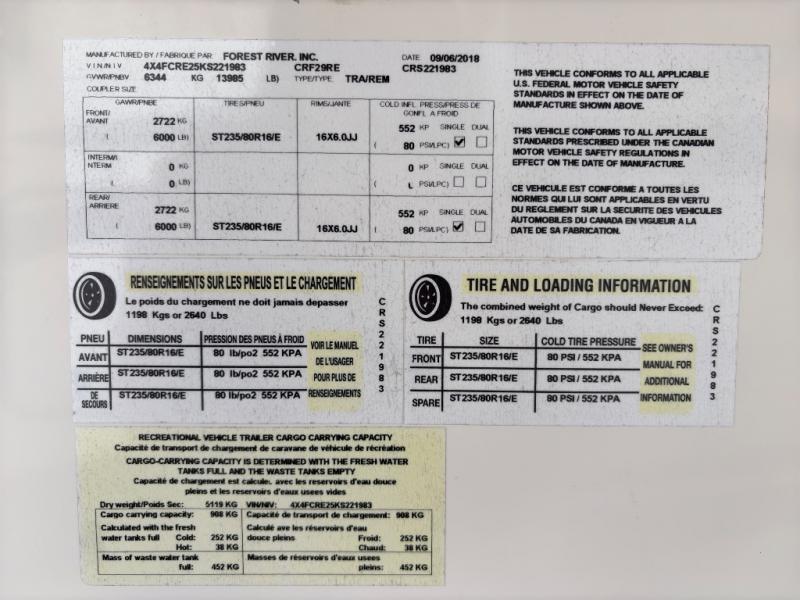 MANUFACTURED BY / FABRIQUE PAR FOREST RIVER. INC. DATE 09/06/2018
V I N / N I V 4X4FCRE25KS221983 CRF29RE CRS221983
GVWR/PNBV 6344 KG 13985 LB) TYPE/TYPE TRA/REM
COUPLER SIZE
GAWR/PNBE TIRES/PNEU RIMS/JANTE COLD INFL PRESS/PRESS DE GONFL A FROID
FRONT/ AVANT 2722 KG 552 KP SINGLE DUAL
( 6000 LB) ST235/80R16/E 16X6.0JJ ( 80 PSI/LPC)
INTERM/ NTERM 0 KG 0 KP SINGLE DUAL
( 0 LB) ( PSI/LPC)
REAR/ ARRIERE 2722 KG 552 KP SINGLE DUAL
( 6000 LB) ST235/80R16/E 16X6.0JJ ( 80 PSI/LPC)
THIS VEHICLE CONFORMS TO ALL APPLICABLE
U.S. FEDERAL MOTOR VEHICLE SAFETY
STANDARDS IN EFFECT ON THE DATE OF
MANUFACTURE SHOWN ABOVE.
THIS VEHICLE CONFORMS TO ALL APPLICABLE
STANDARDS PRESCRIBED UNDER THE CANADIAN
MOTOR VEHICLE SAFETY REGULATIONS IN
EFFECT ON THE DATE OF MANUFACTURE.
CE VEHICULE EST CONFORME A TOUTES LES
NORMES QUI LUI SONT APPLICABLES EN VERTU
DU REGLEMENT SUR LA SECURITE DES VEHICULES
AUTOMOBILES DU CANADA EN VIGUEUR A LA
DATE DE SA FABRICATION.
RENSEIGNEMENTS SUR LES PNEUS ET LE CHARGEMENT
Le poids du chargement ne doit jamais depasser
1198 Kgs or 2640 Lbs
PNEU DIMENSIONS PRESSION DES PNEUS À FROID
AVANT ST235/80R16/E 80 lb/po2 552 KPA
ARRIÈRE ST235/80R16/E 80 lb/po2 552 KPA
DE SECOURS ST235/80R16/E 80 lb/po2 552 KPA
VOIR LE MANUEL
DE L'USAGER
POUR PLUS DE
RENSEIGNEMENTS
CRS221983
TIRE AND LOADING INFORMATION
The combined weight of Cargo should Never Exceed:
1198 Kgs or 2640 Lbs
TIRE SIZE COLD TIRE PRESSURE
FRONT ST235/80R16/E 80 PSI / 552 KPA
REAR ST235/80R16/E 80 PSI / 552 KPA
SPARE ST235/80R16/E 80 PSI / 552 KPA
SEE OWNER'S
MANUAL FOR
ADDITIONAL
INFORMATION
CRS221983
RECREATIONAL VEHICLE TRAILER CARGO CARRYING CAPACITY
Capacité de transport de chargement de caravane de véhicule de récréation
CARGO-CARRYING CAPACITY IS DETERMINED WITH THE FRESH WATER
TANKS FULL AND THE WASTE TANKS EMPTY
Capacité de chargement est calculée, avec les reservoirs d'eau douce
pleins et les reservoirs d'eaux usees vides
Dry weight/Poids Sec: 5119 KG VIN/NIV: 4X4FCRE25KS221983
Cargo carrying capacity: 908 KG Capacité de transport de chargement: 908 KG
Calculated with the fresh Calculé ave les réservoirs d'eau
water tanks full Cold: 252 KG douce pleins Froid: 252 KG
Hot: 38 KG Chaud: 38 KG
Mass of waste water tank Masses de réservoirs d'eaux usees
full: 452 KG pleins: 452 KG